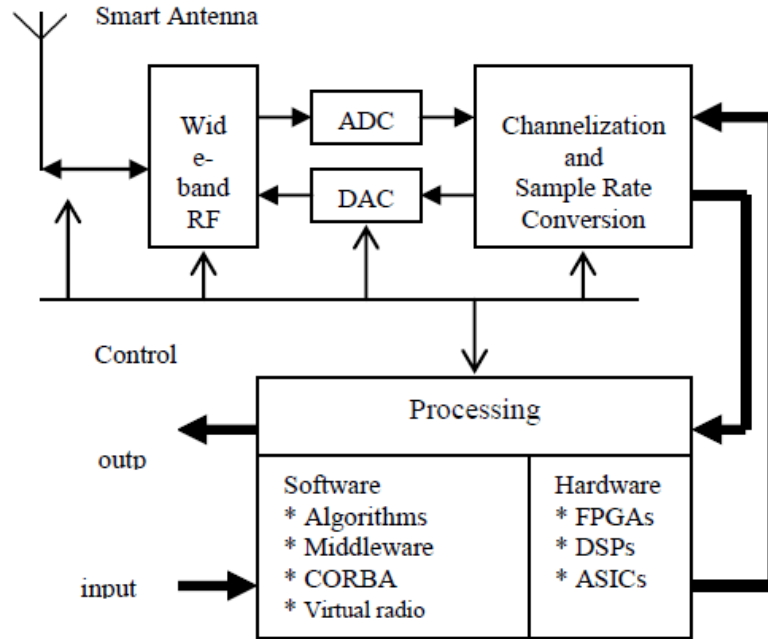 Smart Antenna
Wid
e-
band
RF
ADC
DAC
Channelization
and
Sample Rate
Conversion
Control
Processing
outp
input
Software
* Algorithms
* Middleware
* CORBA
* Virtual radio
Hardware
* FPGAs
* DSPs
* ASICs